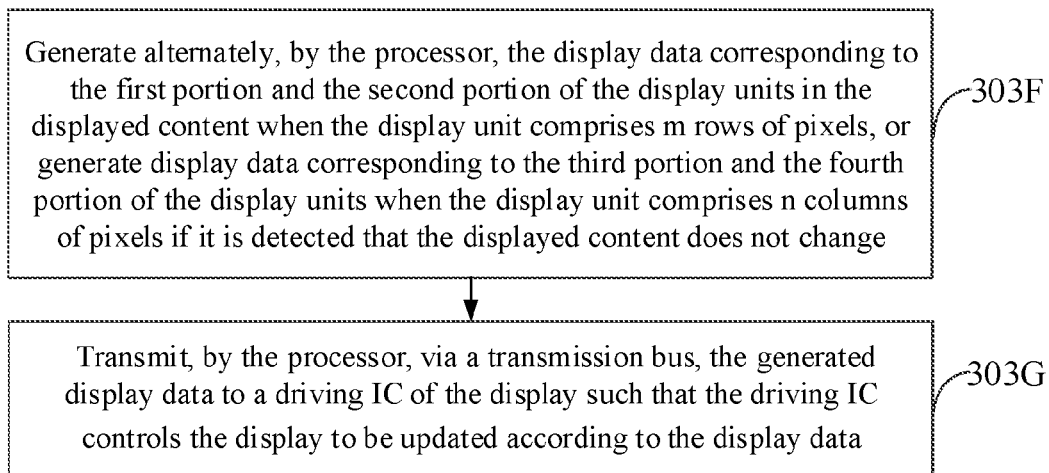 Generate alternately, by the processor, the display data corresponding to
the first portion and the second portion of the display units in the
displayed content when the display unit comprises m rows of pixels, or
generate display data corresponding to the third portion and the fourth
portion of the display units when the display unit comprises n columns
of pixels if it is detected that the displayed content does not change
303F
Transmit, by the processor, via a transmission bus, the generated
display data to a driving IC of the display such that the driving IC
controls the display to be updated according to the display data
303G